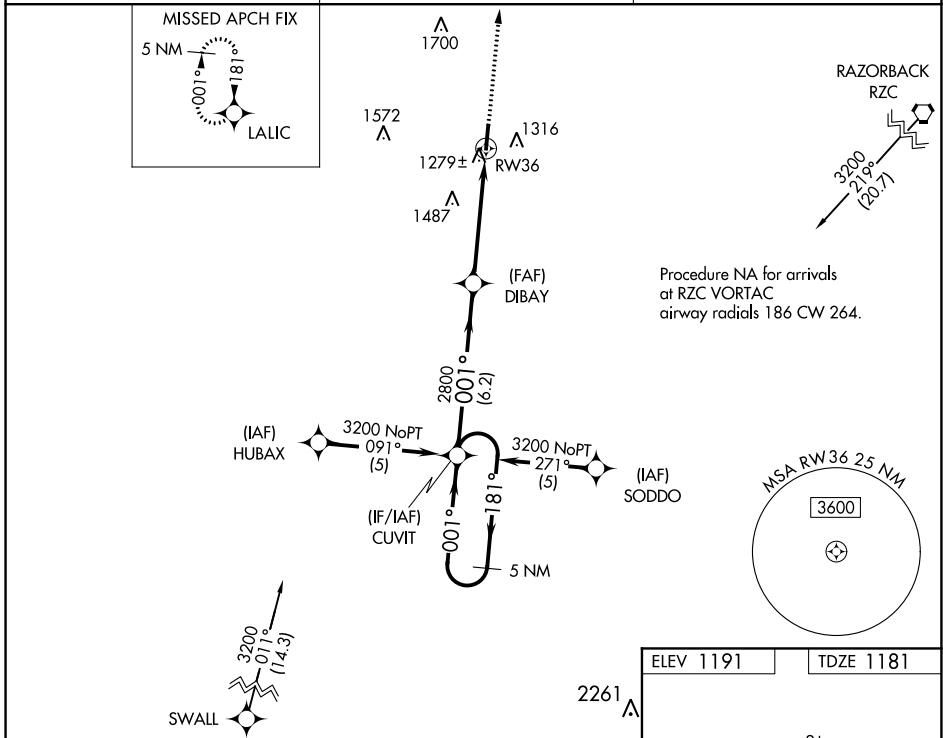 MISSED APCH FIX
5 NM
001°
181°
LALIC
1700
1572
1316
1279±
RW36
1487
RAZORBACK
RZC
3200
219°
(20.7)
(FAF)
DIBAY
Procedure NA for arrivals
at RZC VORTAC
airway radials 186 CW 264.
2800
001°
(6.2)
(IAF)
HUBAX
3200 NoPT
091°
(5)
3200 NoPT
271°
(5)
(IAF)
SODDO
(IF/IAF)
CUVIT
001°
181°
5 NM
MSA RW36 25 NM
3600
3200
011°
(14.3)
SWALL
2261
ELEV 1191
TDZE 1181